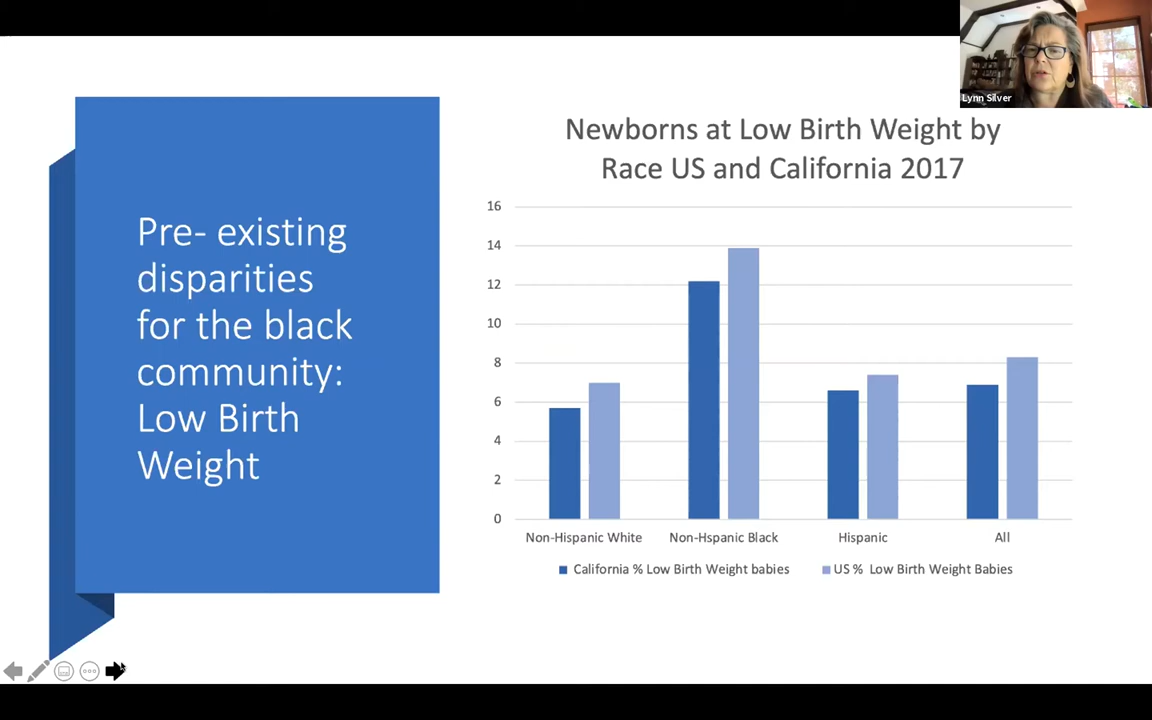 Lynn Silver
Pre- existing
disparities
for the black
community:
Low Birth
Weight
Newborns at Low Birth Weight by
Race US and California 2017
16
14
12
10
8
6
4
2
0
Non-Hispanic White Non-Hspanic Black Hispanic All
California % Low Birth Weight babies US % Low Birth Weight Babies